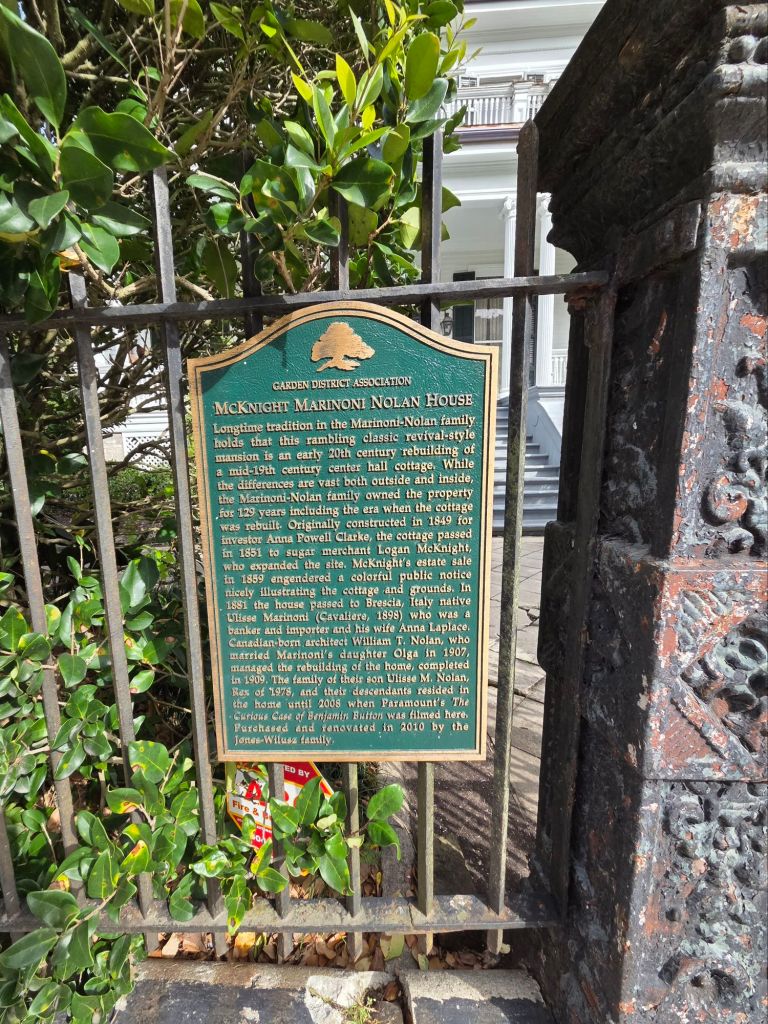 GARDEN DISTRICT ASSOCIATION
MCKNIGHT MARINONI NOLAN HOUSE
Longtime tradition in the Marinoni-Nolan family
holds that this rambling classic revival-style
mansion is an early 20th century rebuilding of
a mid-19th century center hall cottage. While
the differences are vast both outside and inside,
the Marinoni-Nolan family owned the property
for 129 years including the era when the cottage
was rebuilt. Originally constructed in 1849 for
investor Anna Powell Clarke, the cottage passed
in 1851 to sugar merchant Logan McKnight,
who expanded the site. McKnight's estate sale
in 1859 engendered a colorful public notice
nicely illustrating the cottage and grounds. In
1881 the house passed to Brescia, Italy native
Ulisse Marinoni (Cavaliere, 1898) who was a
banker and importer and his wife Anna Laplace.
Canadian-born architect William T. Nolan, who
married Marinoni's daughter Olga in 1907,
managed the rebuilding of the home, completed
in 1909. The family of their son Ulisse M. Nolan,
Rex of 1978, and their descendants resided in
the home until 2008 when Paramount's The
Curious Case of Benjamin Button was filmed here.
Purchased and renovated in 2010 by the
Jones-Wilusz family.
ED BY
Fire &